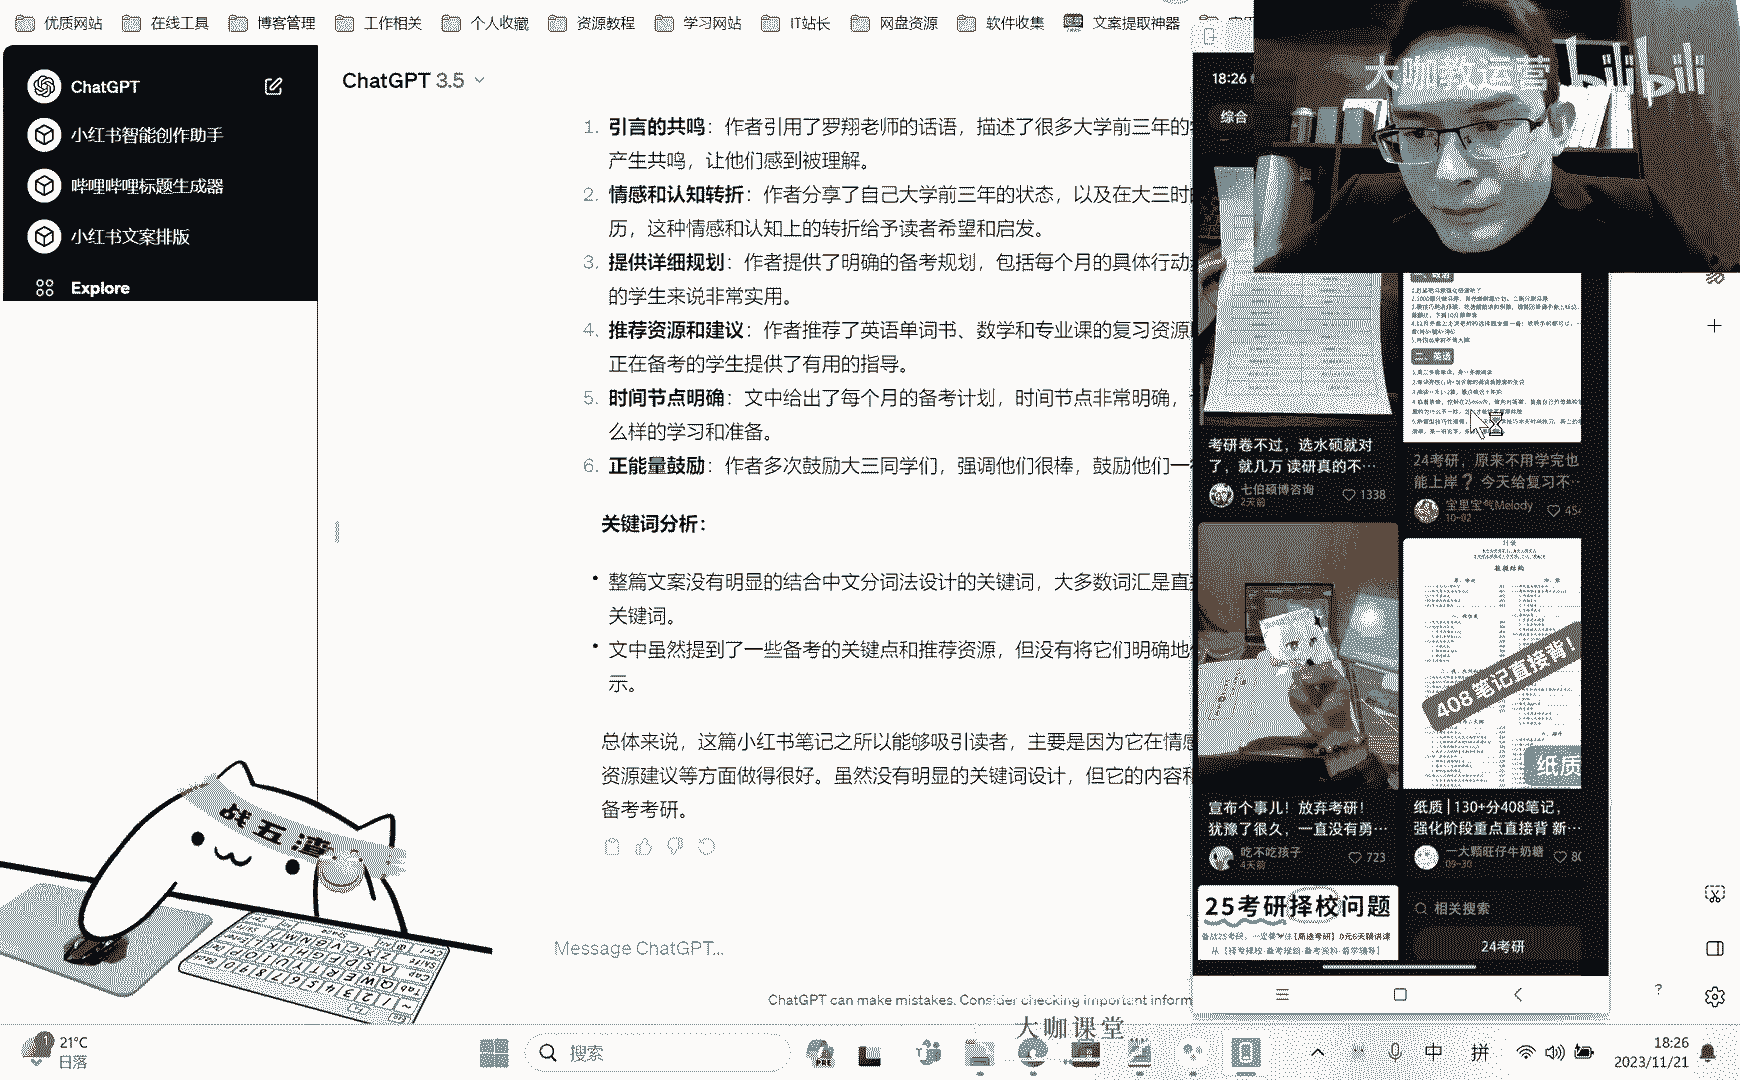 优质网站
在线工具
博客管理
工作相关
个人收藏
资源教程
学习网站
IT站长
网盘资源
软件收集
文案提取神器
ChatGPT
小红书智能创作助手
哔哩哔哩标题生成器
小红书文案排版
Explore
ChatGPT 3.5
1. 引言的共鸣：作者引用了罗翔老师的话语，描述了很多大学前三年的
产生共鸣，让他们感到被理解。
2. 情感和认知转折：作者分享了自己大学前三年的状态，以及在大三时
历，这种情感和认知上的转折给予读者希望和启发。
3. 提供详细规划：作者提供了明确的备考规划，包括每个月的具体行动
的学生来说非常实用。
4. 推荐资源和建议：作者推荐了英语单词书、数学和专业课的复习资源
正在备考的学生提供了有用的指导。
5. 时间节点明确：文中给出了每个月的备考计划，时间节点非常明确，
么样的学习和准备。
6. 正能量鼓励：作者多次鼓励大三同学们，强调他们很棒，鼓励他们一
关键词分析：
• 整篇文案没有明显的结合中文分词法设计的关键词，大多数词汇是直
关键词。
• 文中虽然提到了一些备考的关键点和推荐资源，但没有将它们明确地
示。
总体来说，这篇小红书笔记之所以能够吸引读者，主要是因为它在情感
资源建议等方面做得很好。虽然没有明显的关键词设计，但它的内容和
备考考研。
Message ChatGPT...
ChatGPT can make mistakes. Consider checking important inform
18:26
综合
大咖教运营
bilibili
二、英语
考研卷不过，选水硕就对
了，就几万 读研真的不…
七伯硕博咨询
2天前
1338
24考研，原来不用学完也
能上岸？ 今天给复习不…
宝里宝气Melody
10-02
454
408笔记直接背！
纸质
宣布个事儿！放弃考研！
犹豫了很久，一直没有勇…
吃不吃孩子
4天前
723
纸质 | 130+分408笔记，
强化阶段重点直接背 新…
一大颗旺仔牛奶糖
09-30
80
25考研择校问题
相关搜索
24考研
战五渣
大咖课堂
21°C
日落
搜索
中
拼
18:26
2023/11/21